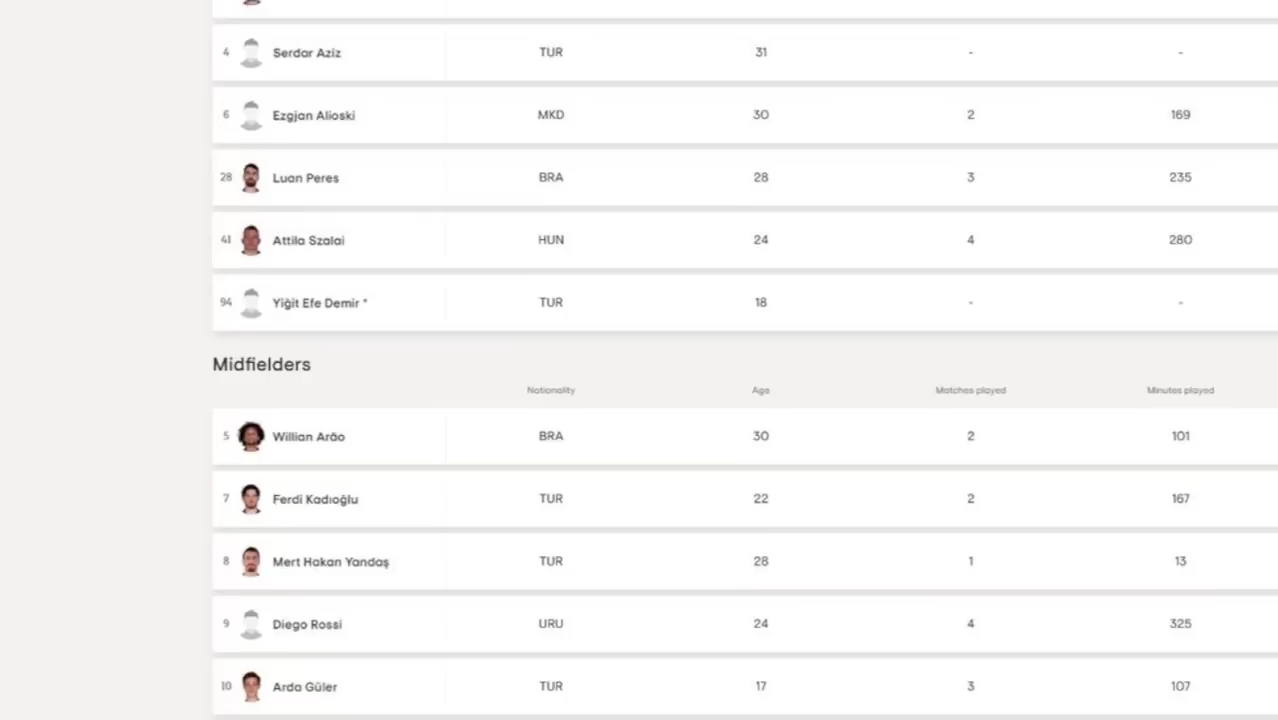 4 Serdar Aziz TUR 31 - -
6 Ezgjan Alioski MKD 30 2 169
28 Luan Peres BRA 28 3 235
41 Attila Szalai HUN 24 4 280
94 Yiğit Efe Demir * TUR 18 - -
Midfielders
Nationality Age Matches played Minutes played
5 Willian Arão BRA 30 2 101
7 Ferdi Kadıoğlu TUR 22 2 167
8 Mert Hakan Yandaş TUR 28 1 13
9 Diego Rossi URU 24 4 325
10 Arda Güler TUR 17 3 107